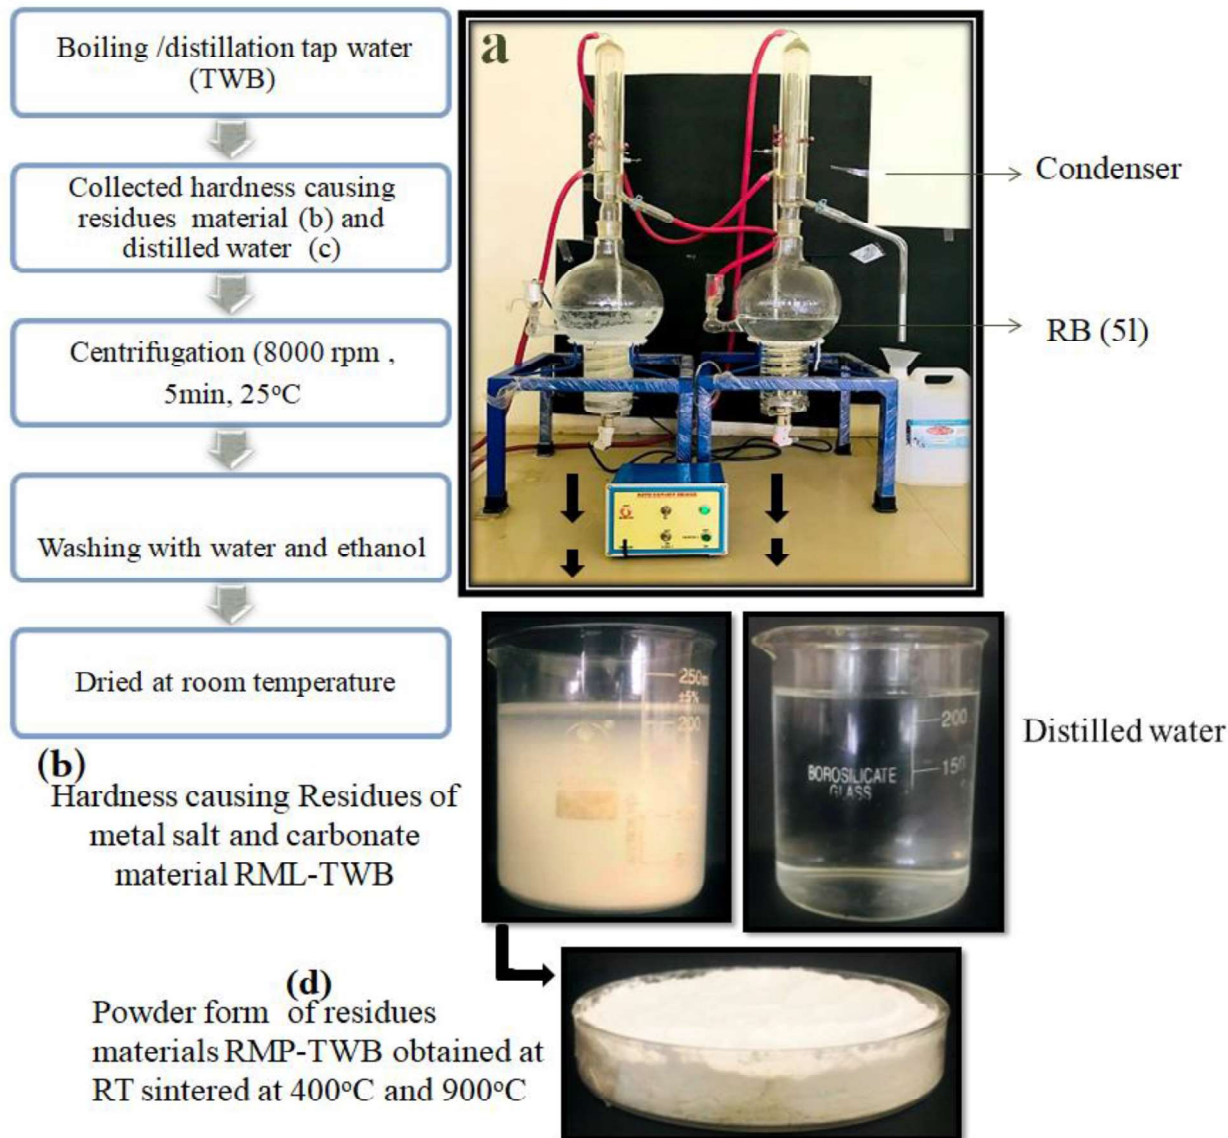 Boiling /distillation tap water
(TWB)
Collected hardness causing
residues material (b) and
distilled water (c)
Centrifugation (8000 rpm ,
5min, 25°C
Washing with water and ethanol
Dried at room temperature
a
Condenser
RB (5l)
(b)
Hardness causing Residues of
metal salt and carbonate
material RML-TWB
250m
±5%
200
200
150
BOROSILICATE
GLASS
Distilled water
(d)
Powder form of residues
materials RMP-TWB obtained at
RT sintered at 400°C and 900°C